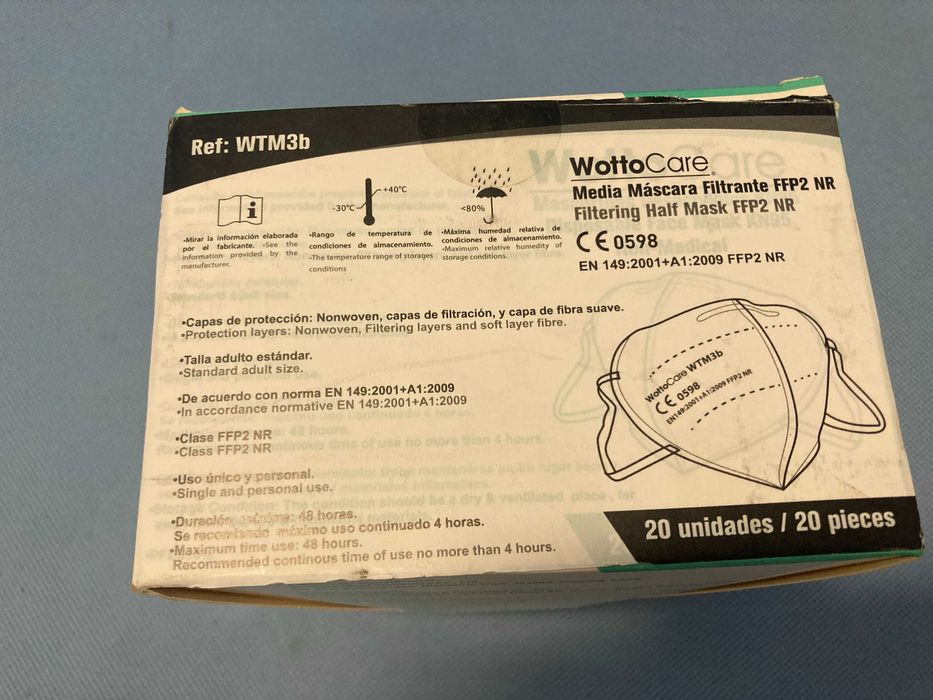 Ref: WTM3b
•Mirar la información elaborada
por el fabricante. •See the
information provided by the
manufacturer.
+40°C
-30°C
•Rango de temperatura de
condiciones de almacenamiento.
•The temperature range of storages
conditions
<80%
•Máxima humedad relativa de
condiciones de almacenamiento.
•Maximum relative humedity of
storage conditions.
WottoCare
Media Máscara Filtrante FFP2 NR
Filtering Half Mask FFP2 NR
CE 0598
EN 149:2001+A1:2009 FFP2 NR
•Capas de protección: Nonwoven, capas de filtración, y capa de fibra suave.
•Protection layers: Nonwoven, Filtering layers and soft layer fibre.
•Talla adulto estándar.
•Standard adult size.
•De acuerdo con norma EN 149:2001+A1:2009
•In accordance normative EN 149:2001+A1:2009
•Clase FFP2 NR
•Class FFP2 NR
•Uso único y personal.
•Single and personal use.
•Duración máxima: 48 horas.
Se recomienda máximo uso continuado 4 horas.
•Maximum time use: 48 hours.
Recommended continous time of use no more than 4 hours.
WottoCare WTM3b
CE 0598
EN149:2001+A1:2009 FFP2 NR
20 unidades / 20 pieces